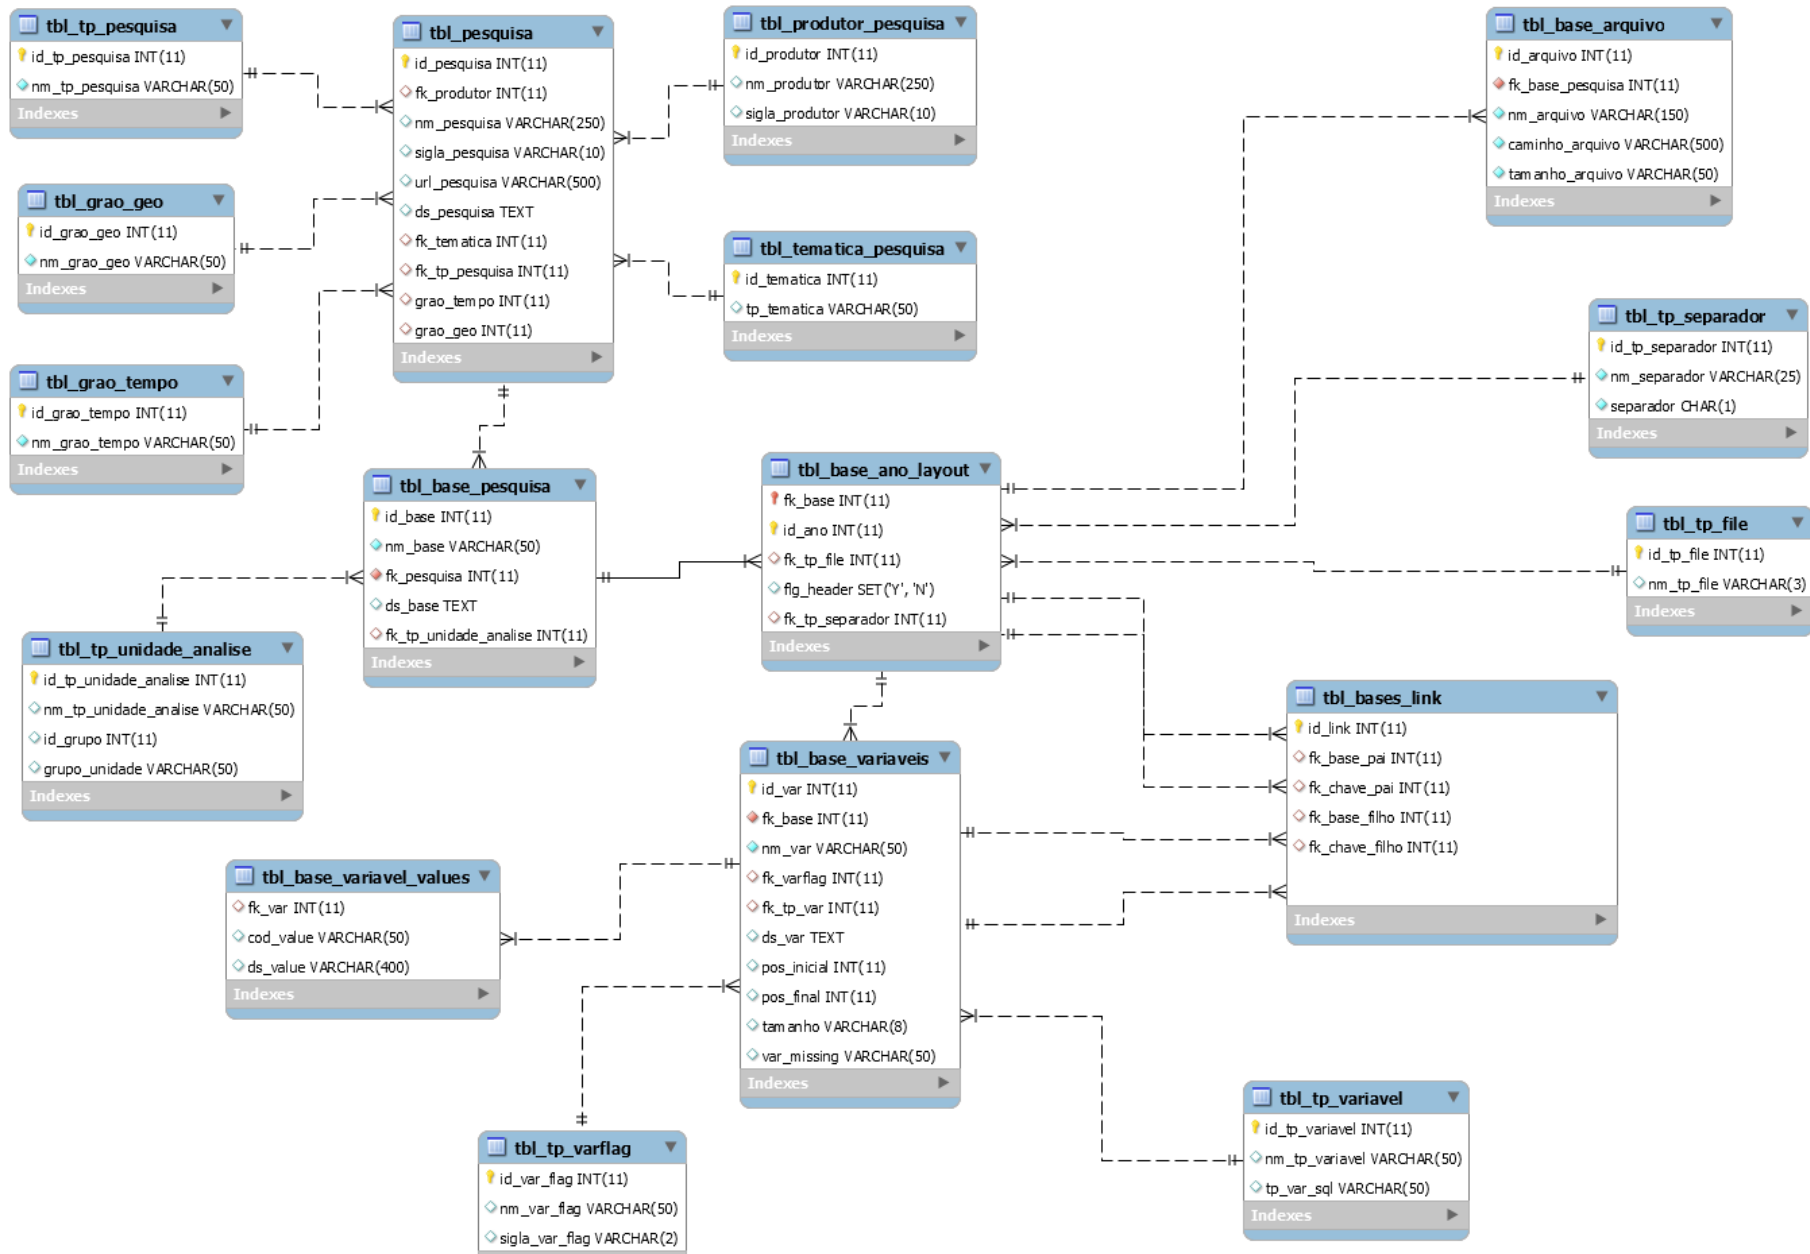 tbl_tp_pesquisa
id_tp_pesquisa INT(11)
nm_tp_pesquisa VARCHAR(50)
Indexes
tbl_pesquisa
id_pesquisa INT(11)
fk_produtor INT(11)
nm_pesquisa VARCHAR(250)
sigla_pesquisa VARCHAR(10)
url_pesquisa VARCHAR(500)
ds_pesquisa TEXT
fk_tematica INT(11)
fk_tp_pesquisa INT(11)
grao_tempo INT(11)
grao_geo INT(11)
Indexes
tbl_produtor_pesquisa
id_produtor INT(11)
nm_produtor VARCHAR(250)
sigla_produtor VARCHAR(10)
Indexes
tbl_base_arquivo
id_arquivo INT(11)
fk_base_pesquisa INT(11)
nm_arquivo VARCHAR(150)
caminho_arquivo VARCHAR(500)
tamanho_arquivo VARCHAR(50)
Indexes
tbl_grao_geo
id_grao_geo INT(11)
nm_grao_geo VARCHAR(50)
Indexes
tbl_tematica_pesquisa
id_tematica INT(11)
tp_tematica VARCHAR(50)
Indexes
tbl_tp_separador
id_tp_separador INT(11)
nm_separador VARCHAR(25)
separador CHAR(1)
Indexes
tbl_grao_tempo
id_grao_tempo INT(11)
nm_grao_tempo VARCHAR(50)
Indexes
tbl_base_pesquisa
id_base INT(11)
nm_base VARCHAR(50)
fk_pesquisa INT(11)
ds_base TEXT
fk_tp_unidade_analise INT(11)
Indexes
tbl_base_ano_layout
fk_base INT(11)
id_ano INT(11)
fk_tp_file INT(11)
flg_header SET('Y', 'N')
fk_tp_separador INT(11)
Indexes
tbl_tp_file
id_tp_file INT(11)
nm_tp_file VARCHAR(3)
Indexes
tbl_tp_unidade_analise
id_tp_unidade_analise INT(11)
nm_tp_unidade_analise VARCHAR(50)
id_grupo INT(11)
grupo_unidade VARCHAR(50)
Indexes
tbl_bases_link
id_link INT(11)
fk_base_pai INT(11)
fk_chave_pai INT(11)
fk_base_filho INT(11)
fk_chave_filho INT(11)
Indexes
tbl_base_variaveis
id_var INT(11)
fk_base INT(11)
nm_var VARCHAR(50)
fk_varflag INT(11)
fk_tp_var INT(11)
ds_var TEXT
pos_inicial INT(11)
pos_final INT(11)
tamanho VARCHAR(8)
var_missing VARCHAR(50)
Indexes
tbl_base_variavel_values
fk_var INT(11)
cod_value VARCHAR(50)
ds_value VARCHAR(400)
Indexes
tbl_tp_variavel
id_tp_variavel INT(11)
nm_tp_variavel VARCHAR(50)
tp_var_sql VARCHAR(50)
Indexes
tbl_tp_varflag
id_var_flag INT(11)
nm_var_flag VARCHAR(50)
sigla_var_flag VARCHAR(2)